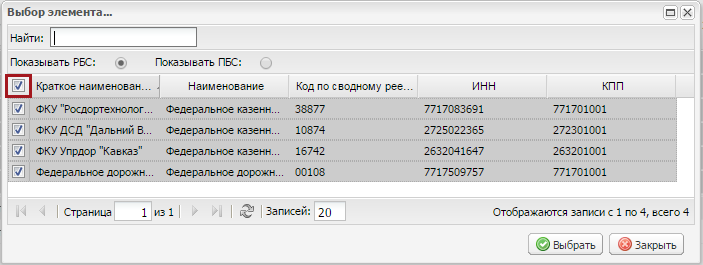 Выбор элемента...
Найти:
Показывать РБС: Показывать ПБС:
Краткое наименован... Наименование Код по сводному рее... ИНН КПП
ФКУ "Росдортехнолог... Федеральное казенн... 38877 7717083691 771701001
ФКУ ДСД "Дальний В... Федеральное казенн... 10874 2725022365 272301001
ФКУ Упрдор "Кавказ" Федеральное казенн... 16742 2632041647 263201001
Федеральное дорожн... Федеральное дорожн... 00108 7717509757 771701001
Страница 1 из 1 Записей: 20 Отображаются записи с 1 по 4, всего 4
Выбрать Закрыть